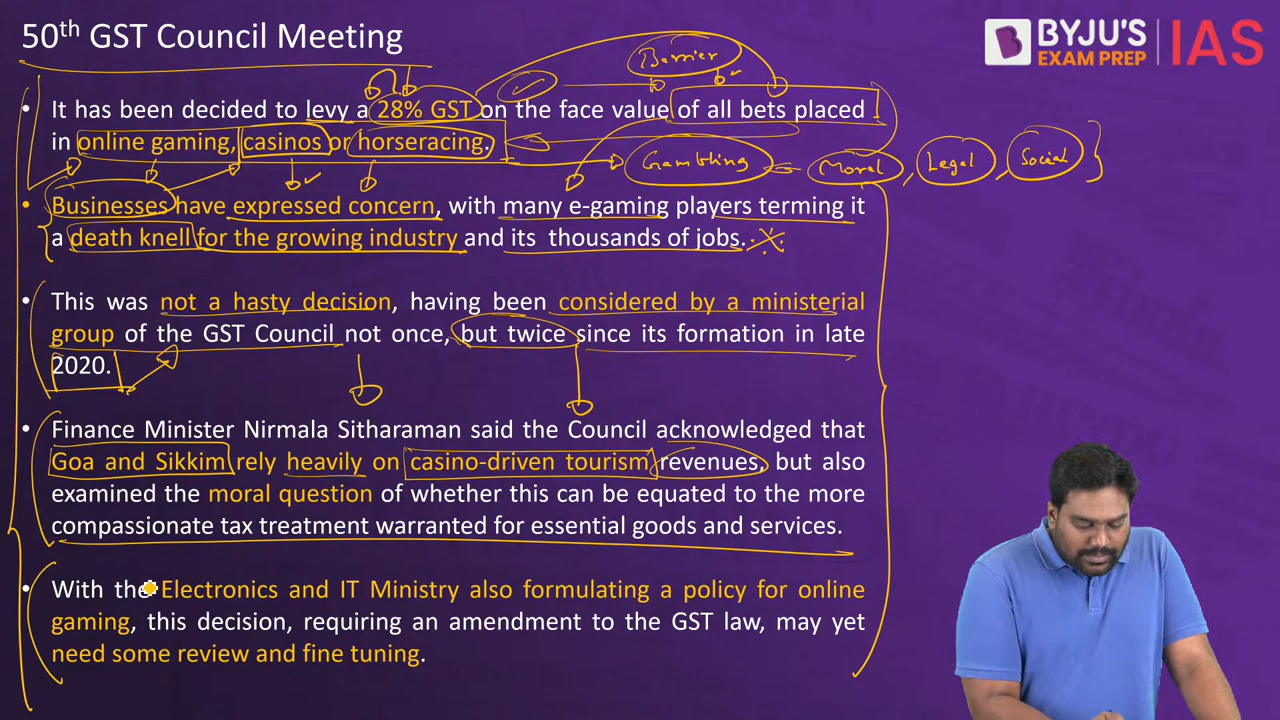 50th GST Council Meeting
BYJU'S
EXAM PREP
IAS
Barrier
• It has been decided to levy a 28% GST on the face value of all bets placed
in online gaming, casinos or horseracing.
Gambling
Moral, Legal, Social
• Businesses have expressed concern, with many e-gaming players terming it
a death knell for the growing industry and its thousands of jobs.
• This was not a hasty decision, having been considered by a ministerial
group of the GST Council not once, but twice since its formation in late
2020.
• Finance Minister Nirmala Sitharaman said the Council acknowledged that
Goa and Sikkim rely heavily on casino-driven tourism revenues, but also
examined the moral question of whether this can be equated to the more
compassionate tax treatment warranted for essential goods and services.
• With the Electronics and IT Ministry also formulating a policy for online
gaming, this decision, requiring an amendment to the GST law, may yet
need some review and fine tuning.